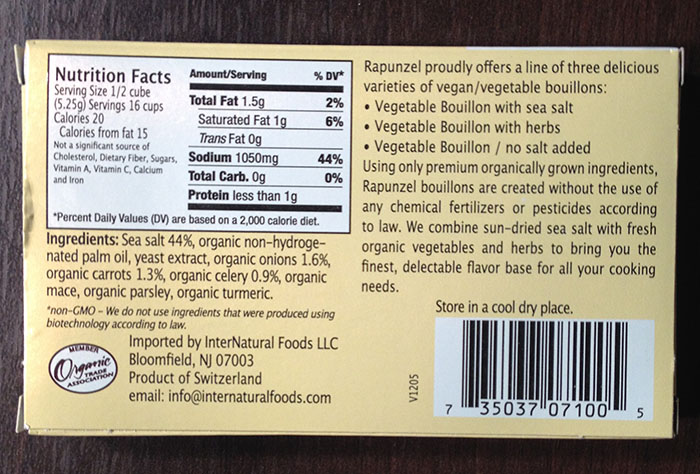 Nutrition Facts
Serving Size 1/2 cube
(5.25g) Servings 16 cups
Calories 20
Calories from fat 15
Not a significant source of
Cholesterol, Dietary Fiber, Sugars,
Vitamin A, Vitamin C, Calcium
and Iron
Amount/Serving % DV*
Total Fat 1.5g 2%
Saturated Fat 1g 6%
Trans Fat 0g
Sodium 1050mg 44%
Total Carb. 0g 0%
Protein less than 1g
*Percent Daily Values (DV) are based on a 2,000 calorie diet.
Ingredients: Sea salt 44%, organic non-hydroge-
nated palm oil, yeast extract, organic onions 1.6%,
organic carrots 1.3%, organic celery 0.9%, organic
mace, organic parsley, organic turmeric.
*non-GMO – We do not use ingredients that were produced using
biotechnology according to law.
MEMBER
Organic
TRADE
ASSOCIATION
Imported by InterNatural Foods LLC
Bloomfield, NJ 07003
Product of Switzerland
email: info@internaturalfoods.com
Rapunzel proudly offers a line of three delicious
varieties of vegan/vegetable bouillons:
• Vegetable Bouillon with sea salt
• Vegetable Bouillon with herbs
• Vegetable Bouillon / no salt added
Using only premium organically grown ingredients,
Rapunzel bouillons are created without the use of
any chemical fertilizers or pesticides according
to law. We combine sun-dried sea salt with fresh
organic vegetables and herbs to bring you the
finest, delectable flavor base for all your cooking
needs.
Store in a cool dry place.
V1205
7 35037 07100 5